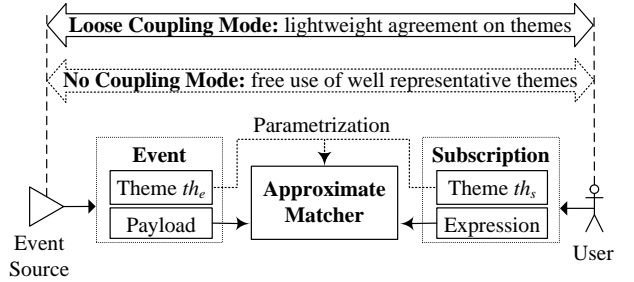 Loose Coupling Mode: lightweight agreement on themes
No Coupling Mode: free use of well representative themes
Parametrization
Event
Theme th_e
Payload
Approximate
Matcher
Subscription
Theme th_s
Expression
Event
Source
User